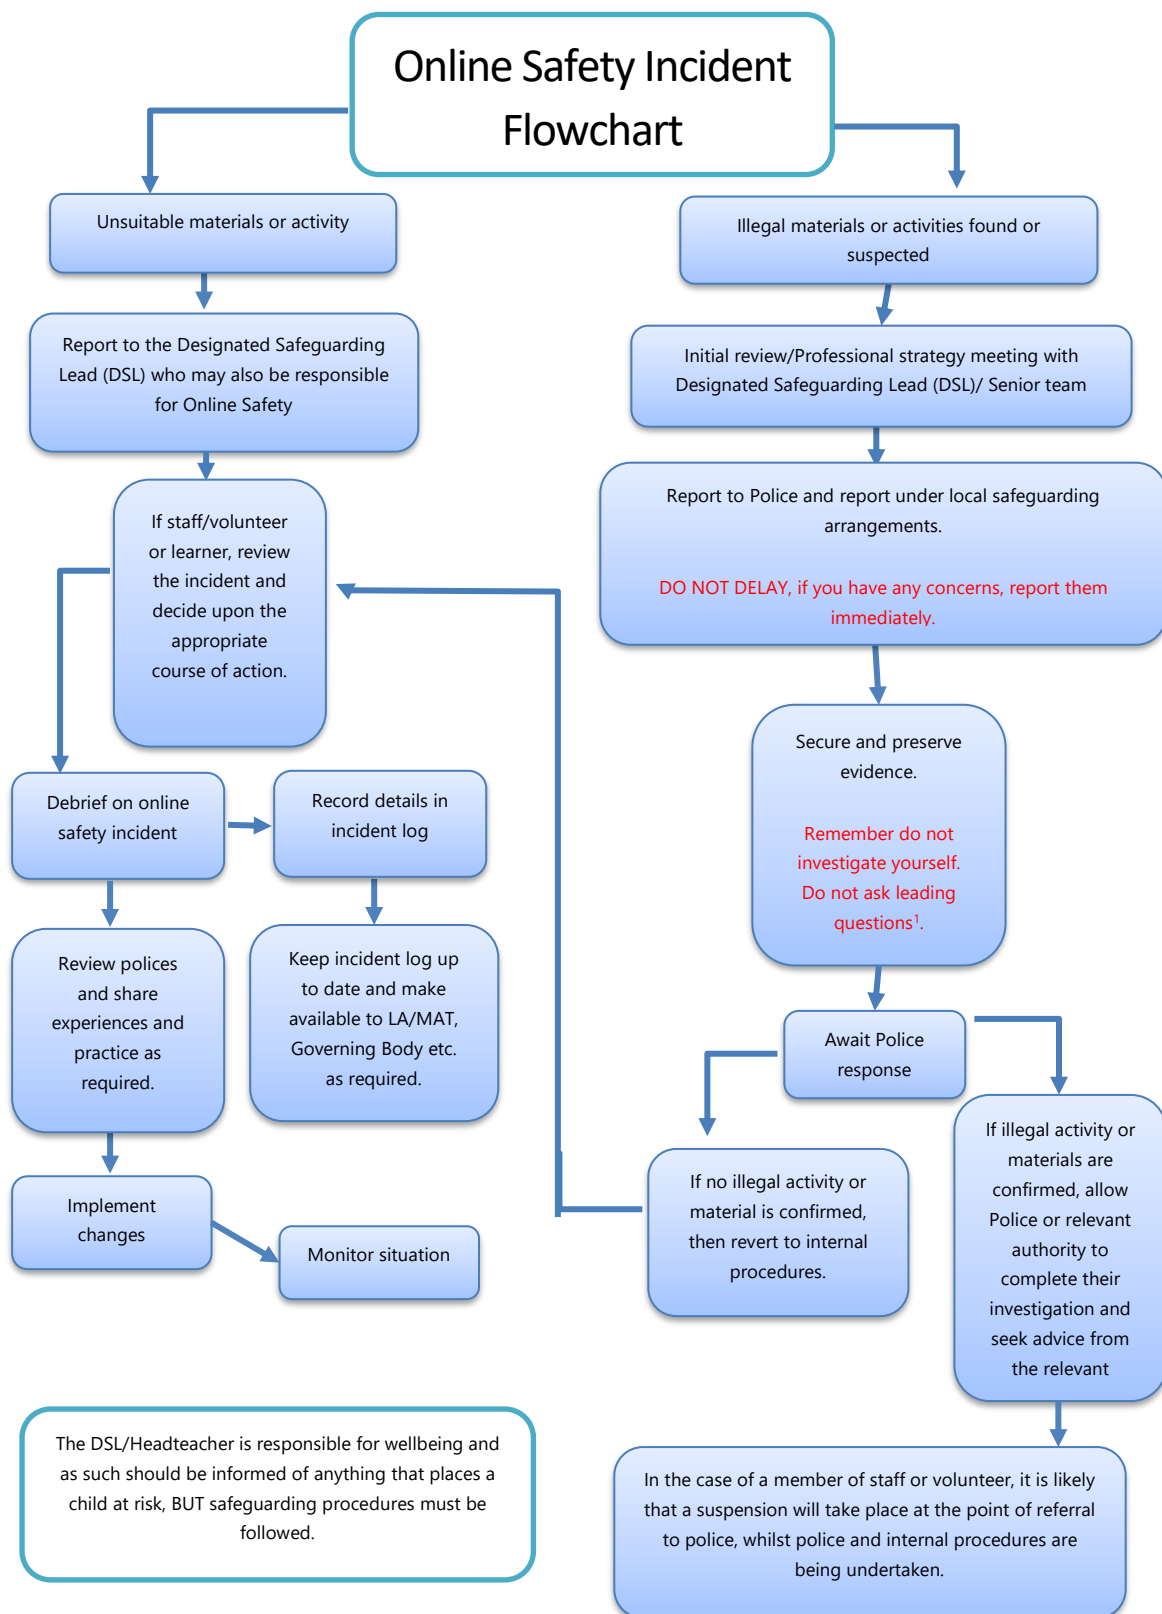 Online Safety Incident
Flowchart
Unsuitable materials or activity
Report to the Designated Safeguarding
Lead (DSL) who may also be responsible
for Online Safety
If staff/volunteer
or learner, review
the incident and
decide upon the
appropriate
course of action.
Debrief on online
safety incident
Record details in
incident log
Review polices
and share
experiences and
practice as
required.
Keep incident log up
to date and make
available to LA/MAT,
Governing Body etc.
as required.
Implement
changes
Monitor situation
Illegal materials or activities found or
suspected
Initial review/Professional strategy meeting with
Designated Safeguarding Lead (DSL)/ Senior team
Report to Police and report under local safeguarding
arrangements.
DO NOT DELAY, if you have any concerns, report them
immediately.
Secure and preserve
evidence.
Remember do not
investigate yourself.
Do not ask leading
questions¹.
Await Police
response
If no illegal activity or
material is confirmed,
then revert to internal
procedures.
If illegal activity or
materials are
confirmed, allow
Police or relevant
authority to
complete their
investigation and
seek advice from
the relevant
In the case of a member of staff or volunteer, it is likely
that a suspension will take place at the point of referral
to police, whilst police and internal procedures are
being undertaken.
The DSL/Headteacher is responsible for wellbeing and
as such should be informed of anything that places a
child at risk, BUT safeguarding procedures must be
followed.